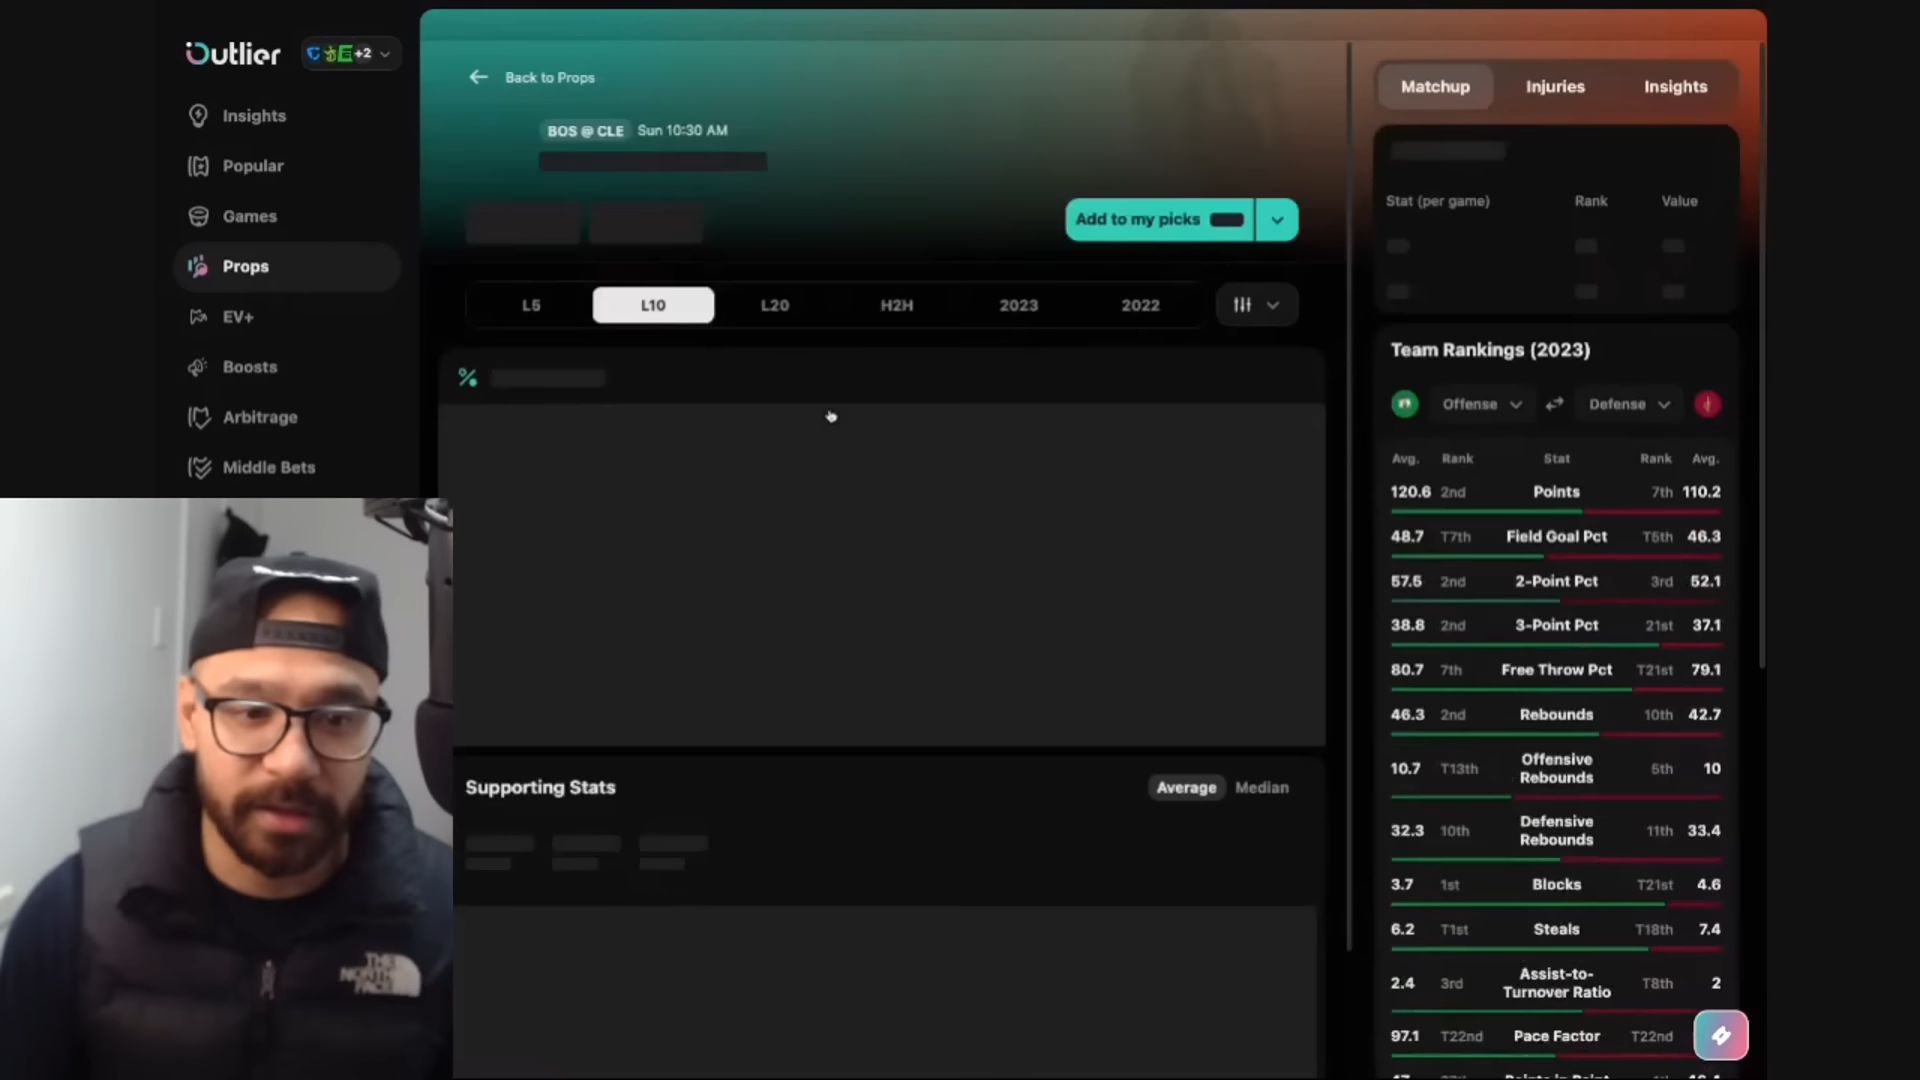 Outlier
+2
Insights
Popular
Games
Props
EV+
Boosts
Arbitrage
Middle Bets
Back to Props
BOS @ CLE Sun 10:30 AM
Add to my picks
L5 L10 L20 H2H 2023 2022
%
Supporting Stats
Average Median
Matchup Injuries Insights
Stat (per game) Rank Value
Team Rankings (2023)
Offense Defense
Avg. Rank Stat Rank Avg.
120.6 2nd Points 7th 110.2
48.7 T7th Field Goal Pct T5th 46.3
57.5 2nd 2-Point Pct 3rd 52.1
38.8 2nd 3-Point Pct 21st 37.1
80.7 7th Free Throw Pct T21st 79.1
46.3 2nd Rebounds 10th 42.7
10.7 T13th Offensive Rebounds 5th 10
32.3 10th Defensive Rebounds 11th 33.4
3.7 1st Blocks T21st 4.6
6.2 T1st Steals T18th 7.4
2.4 3rd Assist-to-Turnover Ratio T8th 2
97.1 T22nd Pace Factor T22nd
THE
NORTH
FACE